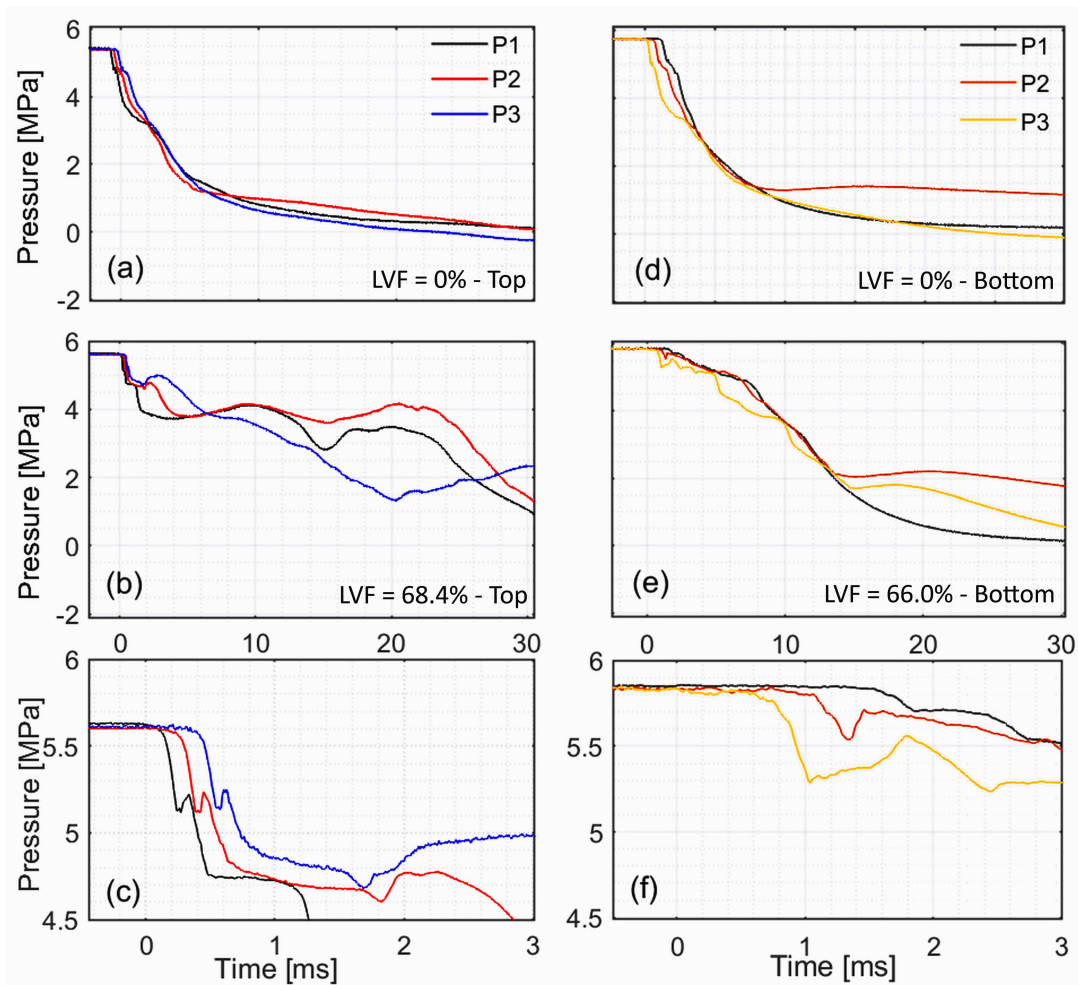 6
4
2
0
-2
Pressure [MPa]
P1
P2
P3
(a)
LVF = 0% - Top
P1
P2
P3
(d)
LVF = 0% - Bottom
6
4
2
0
-2
Pressure [MPa]
(b)
LVF = 68.4% - Top
0 10 20 30
(e)
LVF = 66.0% - Bottom
0 10 20 30
6
5.5
5
4.5
Pressure [MPa]
(c)
0 1 2 3
Time [ms]
6
5.5
5
4.5
(f)
0 1 2 3
Time [ms]